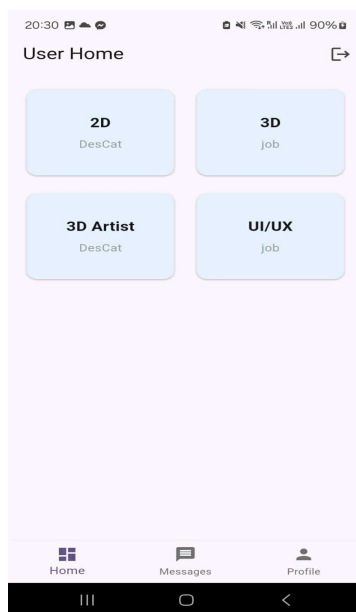 20:30 90%
User Home
2D 3D
DesCat job
3D Artist UI/UX
DesCat job
Home Messages Profile